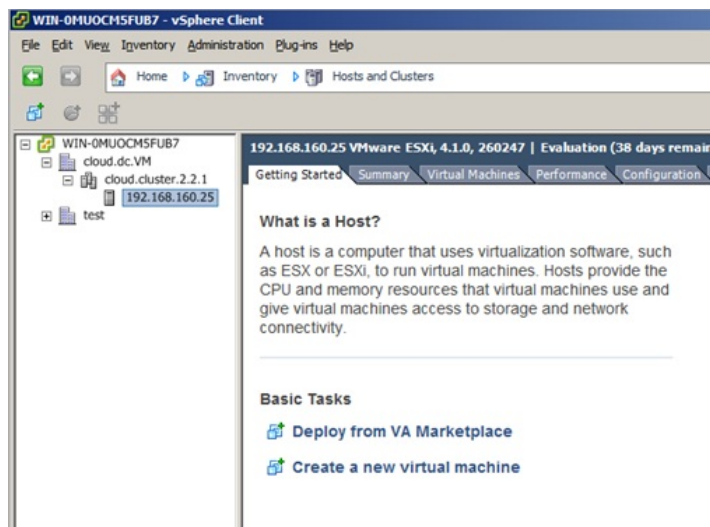 WIN-0MUOCM5FUB7 - vSphere Client
File Edit View Inventory Administration Plug-ins Help
Home Inventory Hosts and Clusters
WIN-0MUOCM5FUB7
cloud.dc.VM
cloud.cluster.2.2.1
192.168.160.25
test
192.168.160.25 VMware ESXi, 4.1.0, 260247 | Evaluation (38 days remain
Getting Started Summary Virtual Machines Performance Configuration
What is a Host?
A host is a computer that uses virtualization software, such
as ESX or ESXi, to run virtual machines. Hosts provide the
CPU and memory resources that virtual machines use and
give virtual machines access to storage and network
connectivity.
Basic Tasks
Deploy from VA Marketplace
Create a new virtual machine